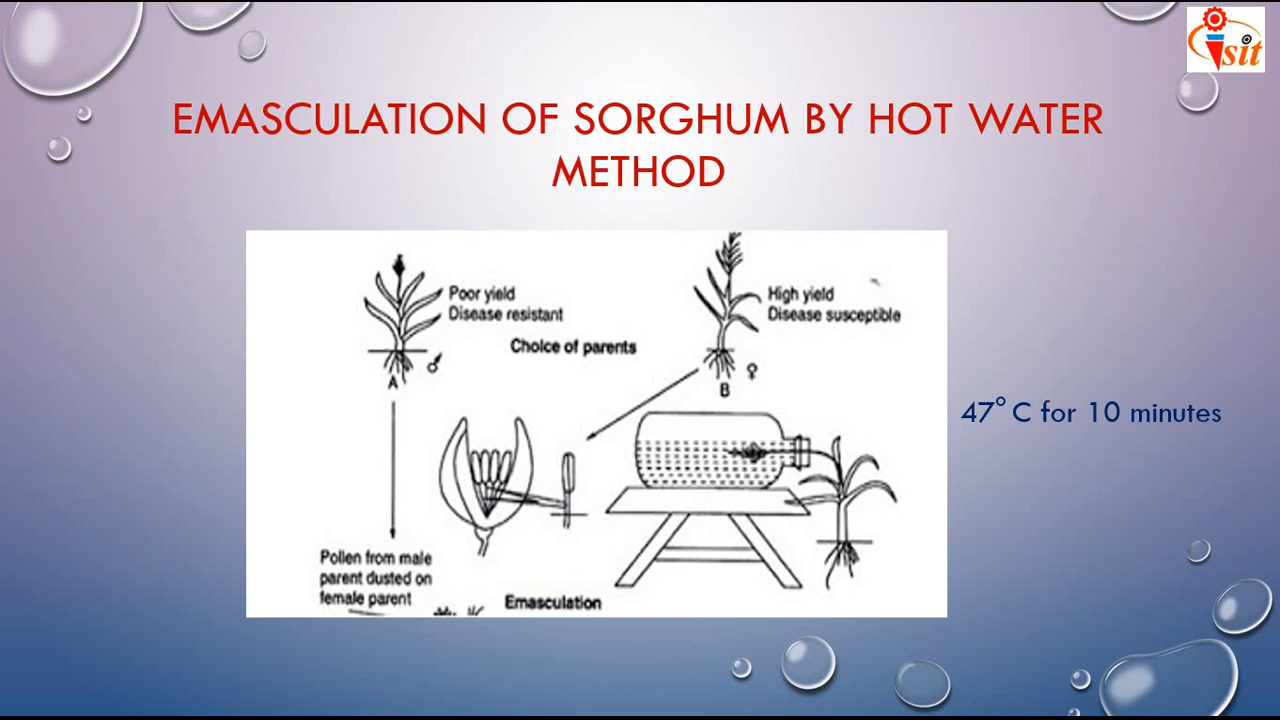 isit
EMASCULATION OF SORGHUM BY HOT WATER
METHOD
Poor yield
Disease resistant
High yield
Disease susceptible
Choice of parents
♂
♀
A
B
47° C for 10 minutes
Pollen from male
parent dusted on
female parent
Emasculation